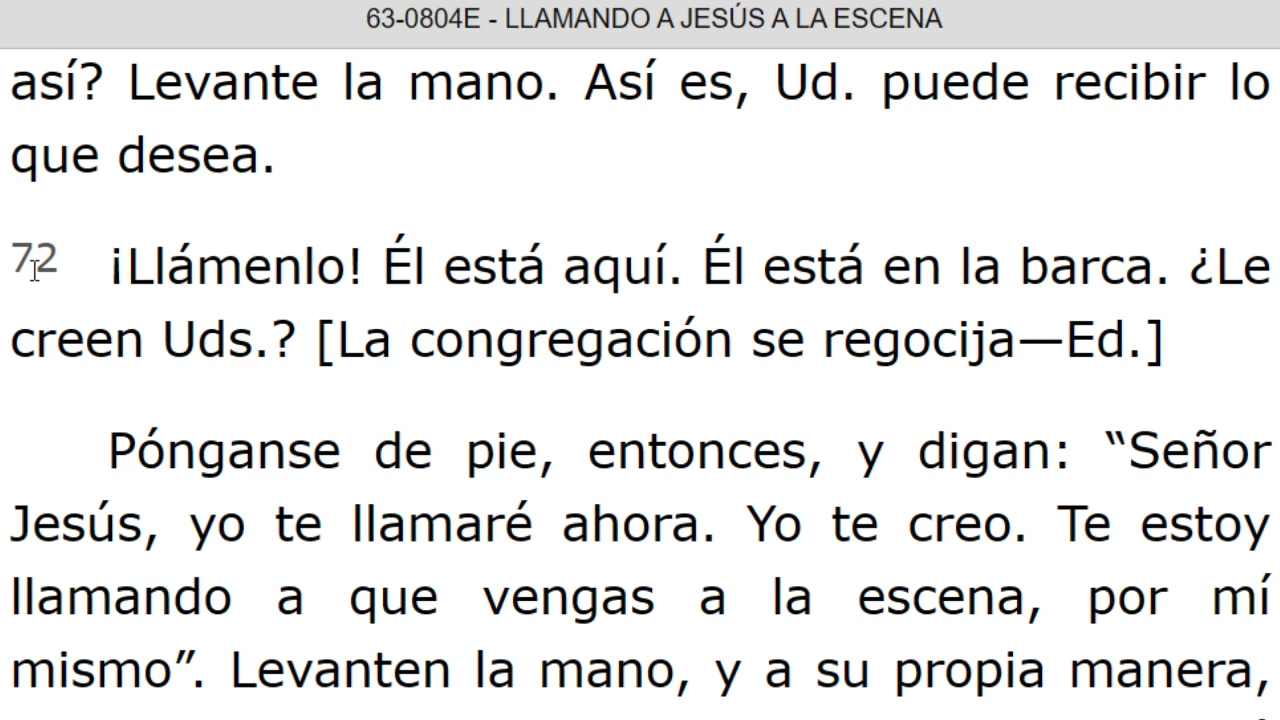 63-0804E - LLAMANDO A JESÚS A LA ESCENA
así? Levante la mano. Así es, Ud. puede recibir lo
que desea.
72 ¡Llámenlo! Él está aquí. Él está en la barca. ¿Le
creen Uds.? [La congregación se regocija—Ed.]
Pónganse de pie, entonces, y digan: “Señor
Jesús, yo te llamaré ahora. Yo te creo. Te estoy
llamando a que vengas a la escena, por mí
mismo”. Levanten la mano, y a su propia manera,